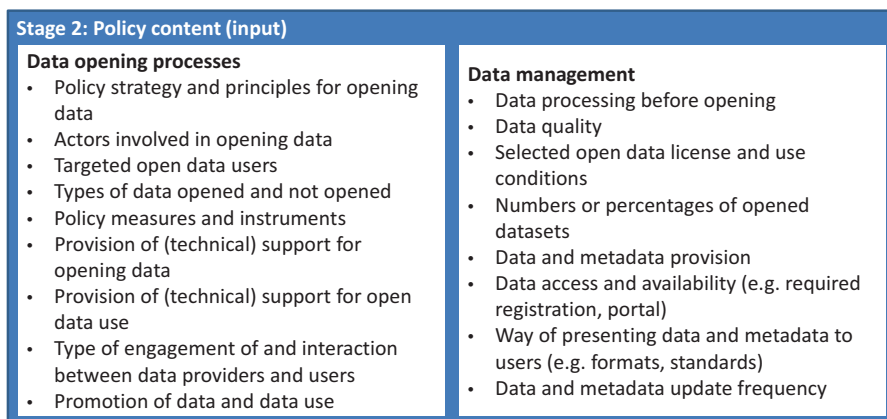 Stage 2: Policy content (input)
Data opening processes
• Policy strategy and principles for opening
data
• Actors involved in opening data
• Targeted open data users
• Types of data opened and not opened
• Policy measures and instruments
• Provision of (technical) support for
opening data
• Provision of (technical) support for open
data use
• Type of engagement of and interaction
between data providers and users
• Promotion of data and data use
Data management
• Data processing before opening
• Data quality
• Selected open data license and use
conditions
• Numbers or percentages of opened
datasets
• Data and metadata provision
• Data access and availability (e.g. required
registration, portal)
• Way of presenting data and metadata to
users (e.g. formats, standards)
• Data and metadata update frequency